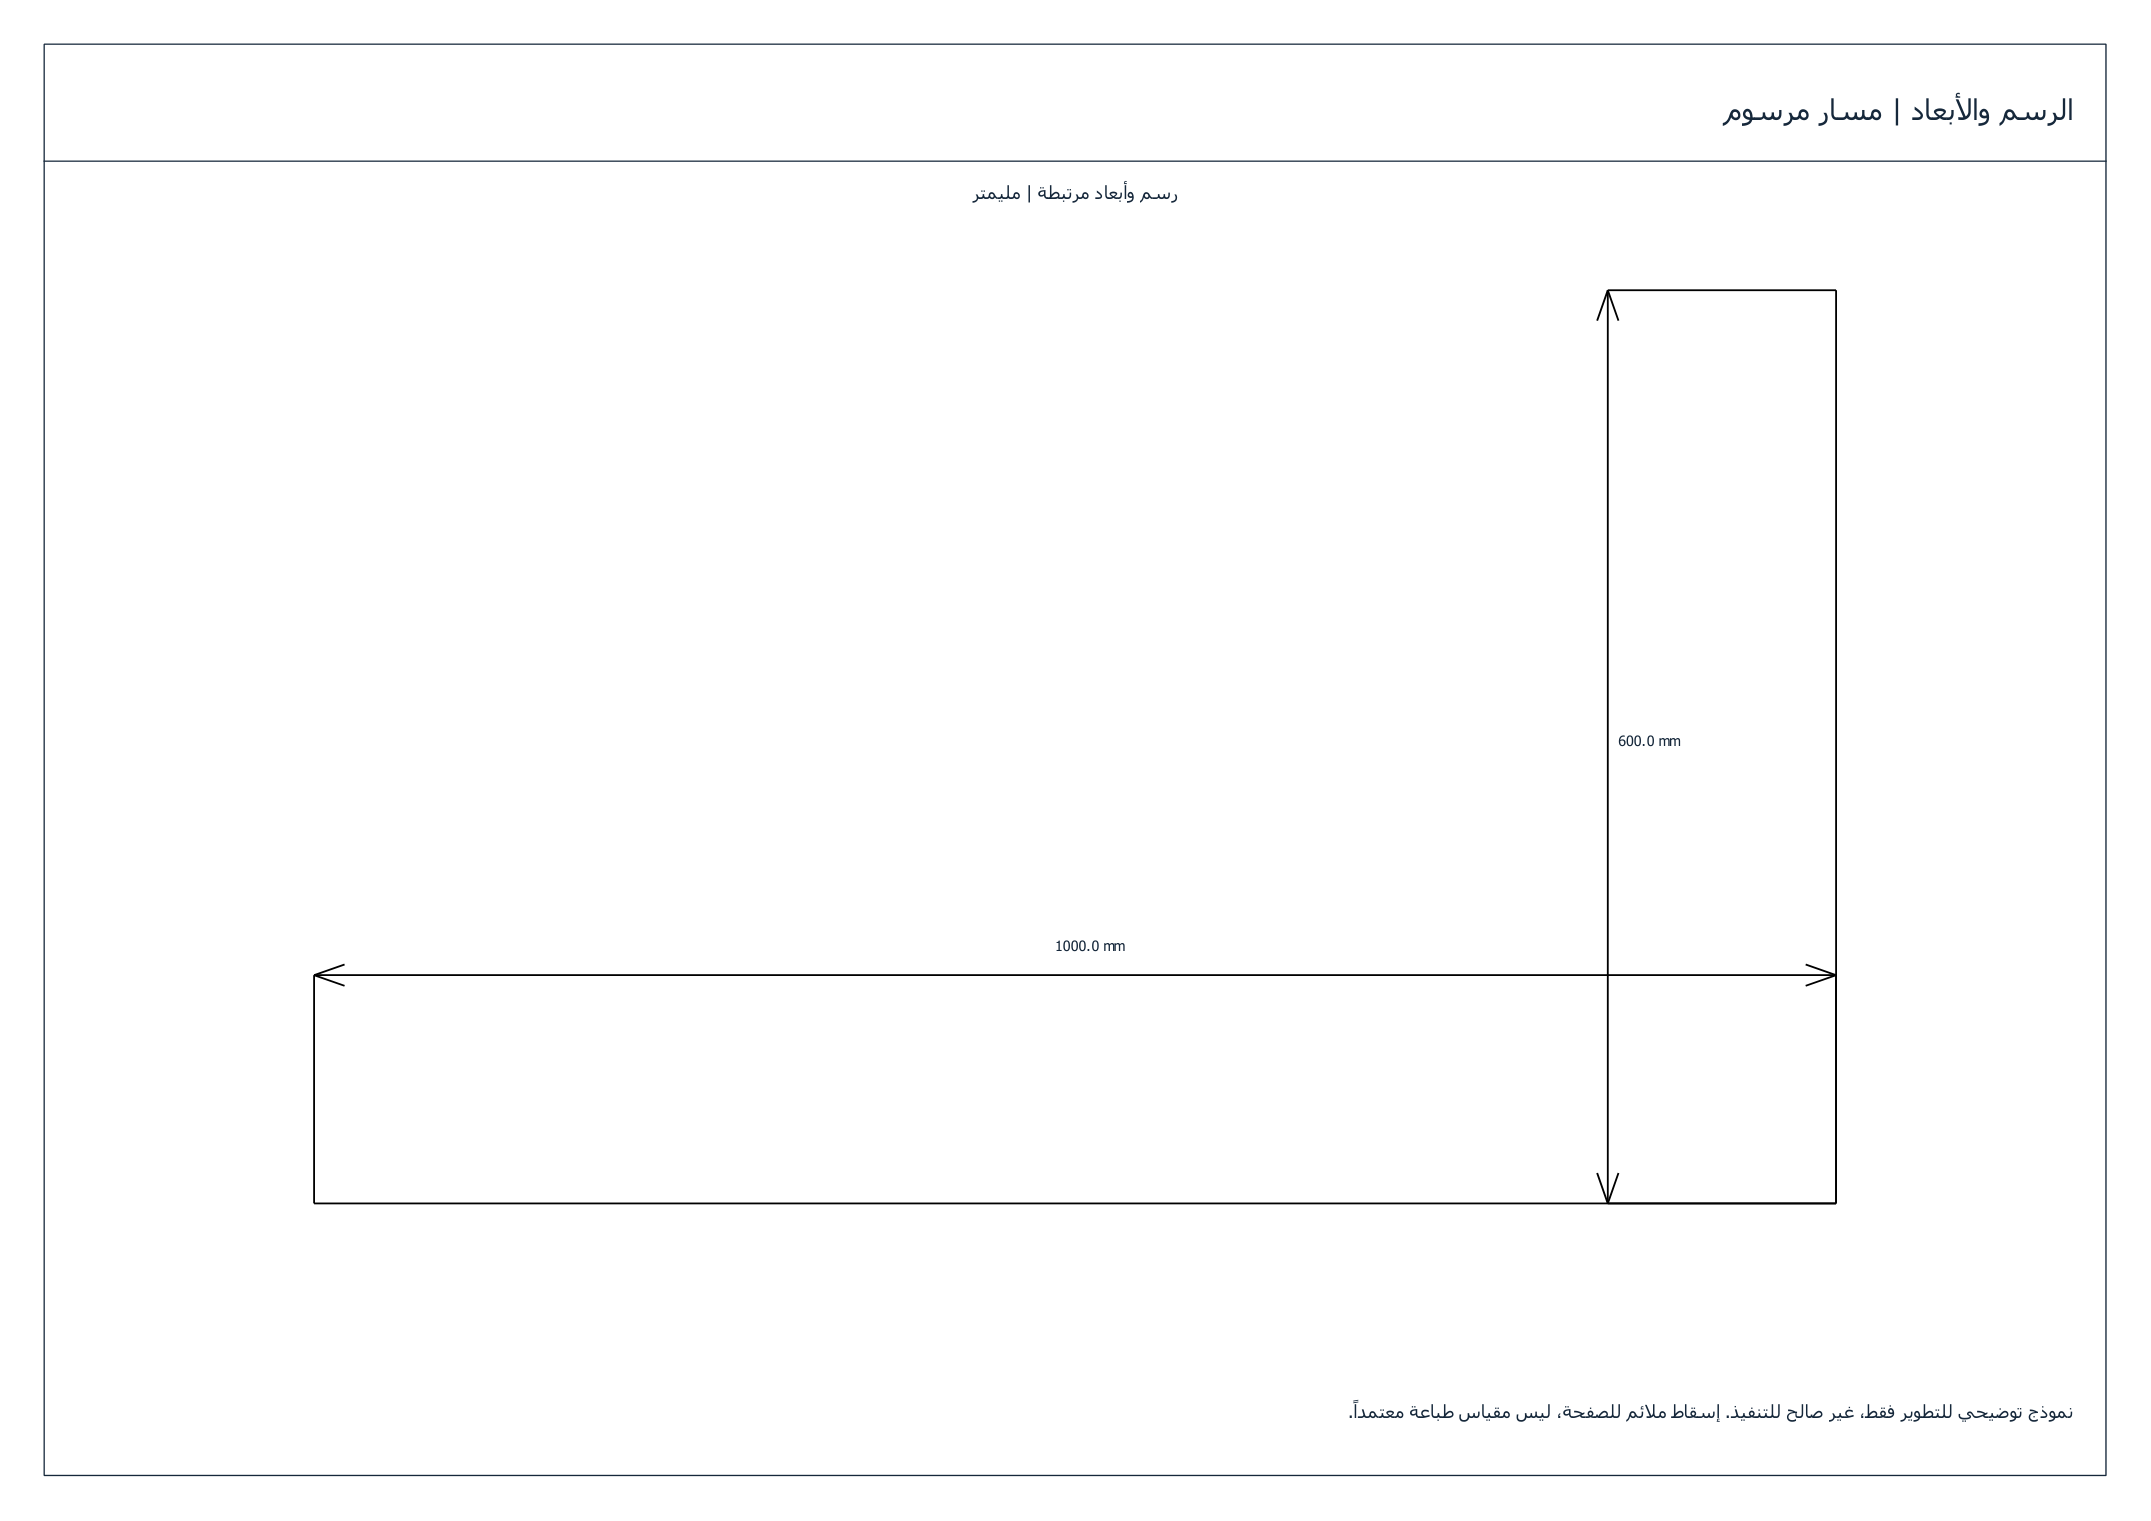 الرسم والأبعاد | مسار مرسوم
رسم وأبعاد مرتبطة | مليمتر
600.0 mm
1000.0 mm
نموذج توضيحي للتطوير فقط، غير صالح للتنفيذ. إسقاط ملائم للصفحة، ليس مقياس طباعة معتمداً.